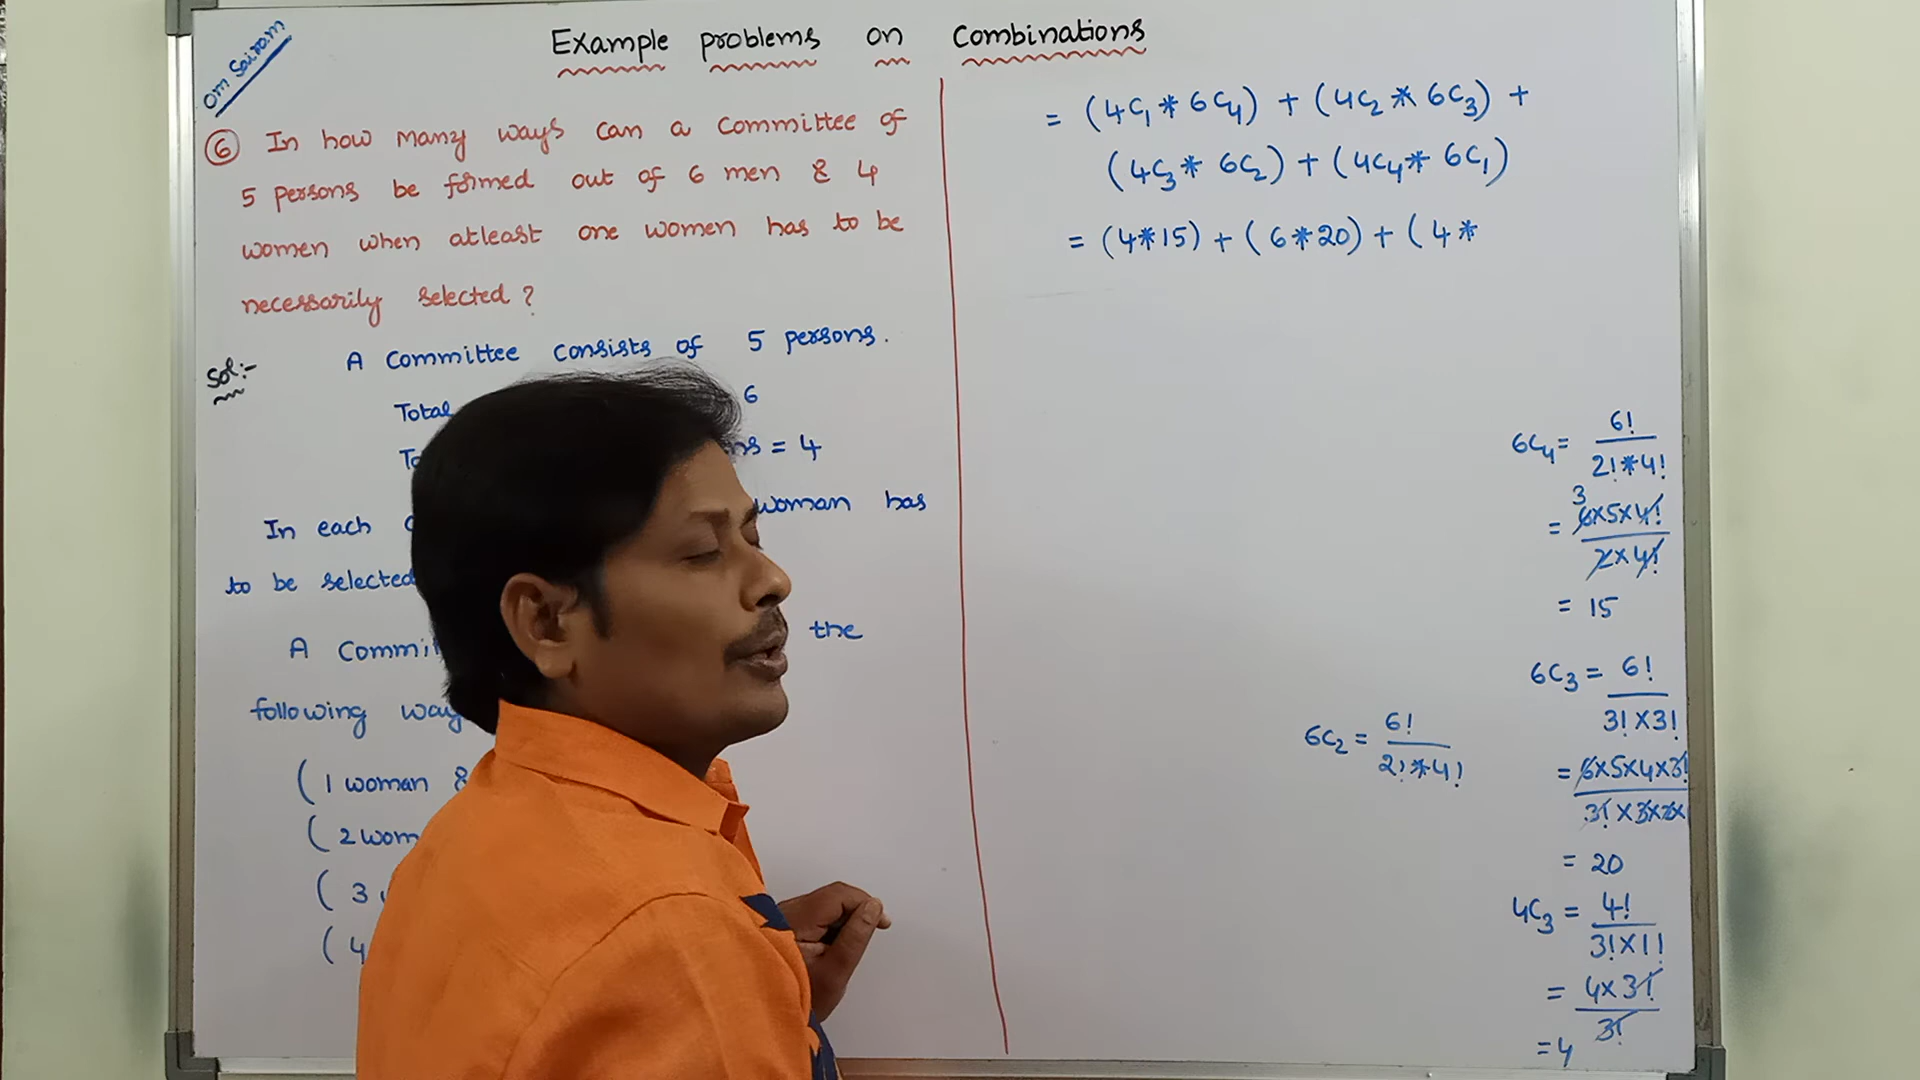 Om Sairam
Example problems on Combinations
6 In how many ways can a committee of
5 persons be formed out of 6 men & 4
women when atleast one women has to be
necessarily selected?
Sol:- A Committee consists of 5 persons.
Total 6
= 4
In each woman has
to be selected
A the
following
( 1 woman &
( 2
( 3
( 4
= (4C₁ * 6C₄) + (4C₂ * 6C₃) +
(4C₃ * 6C₂) + (4C₄ * 6C₁)
= (4*15) + (6*20) + (4*
6C₄ = 6!
2!*4!
3
= 6x5x4!
2x4!
= 15
6C₃ = 6!
3! x 3!
= 6x5x4x3!
3! x 3x2x
= 20
4C₃ = 4!
3! x 1!
= 4x3!
3!
= 4
6C₂ = 6!
2!*4!